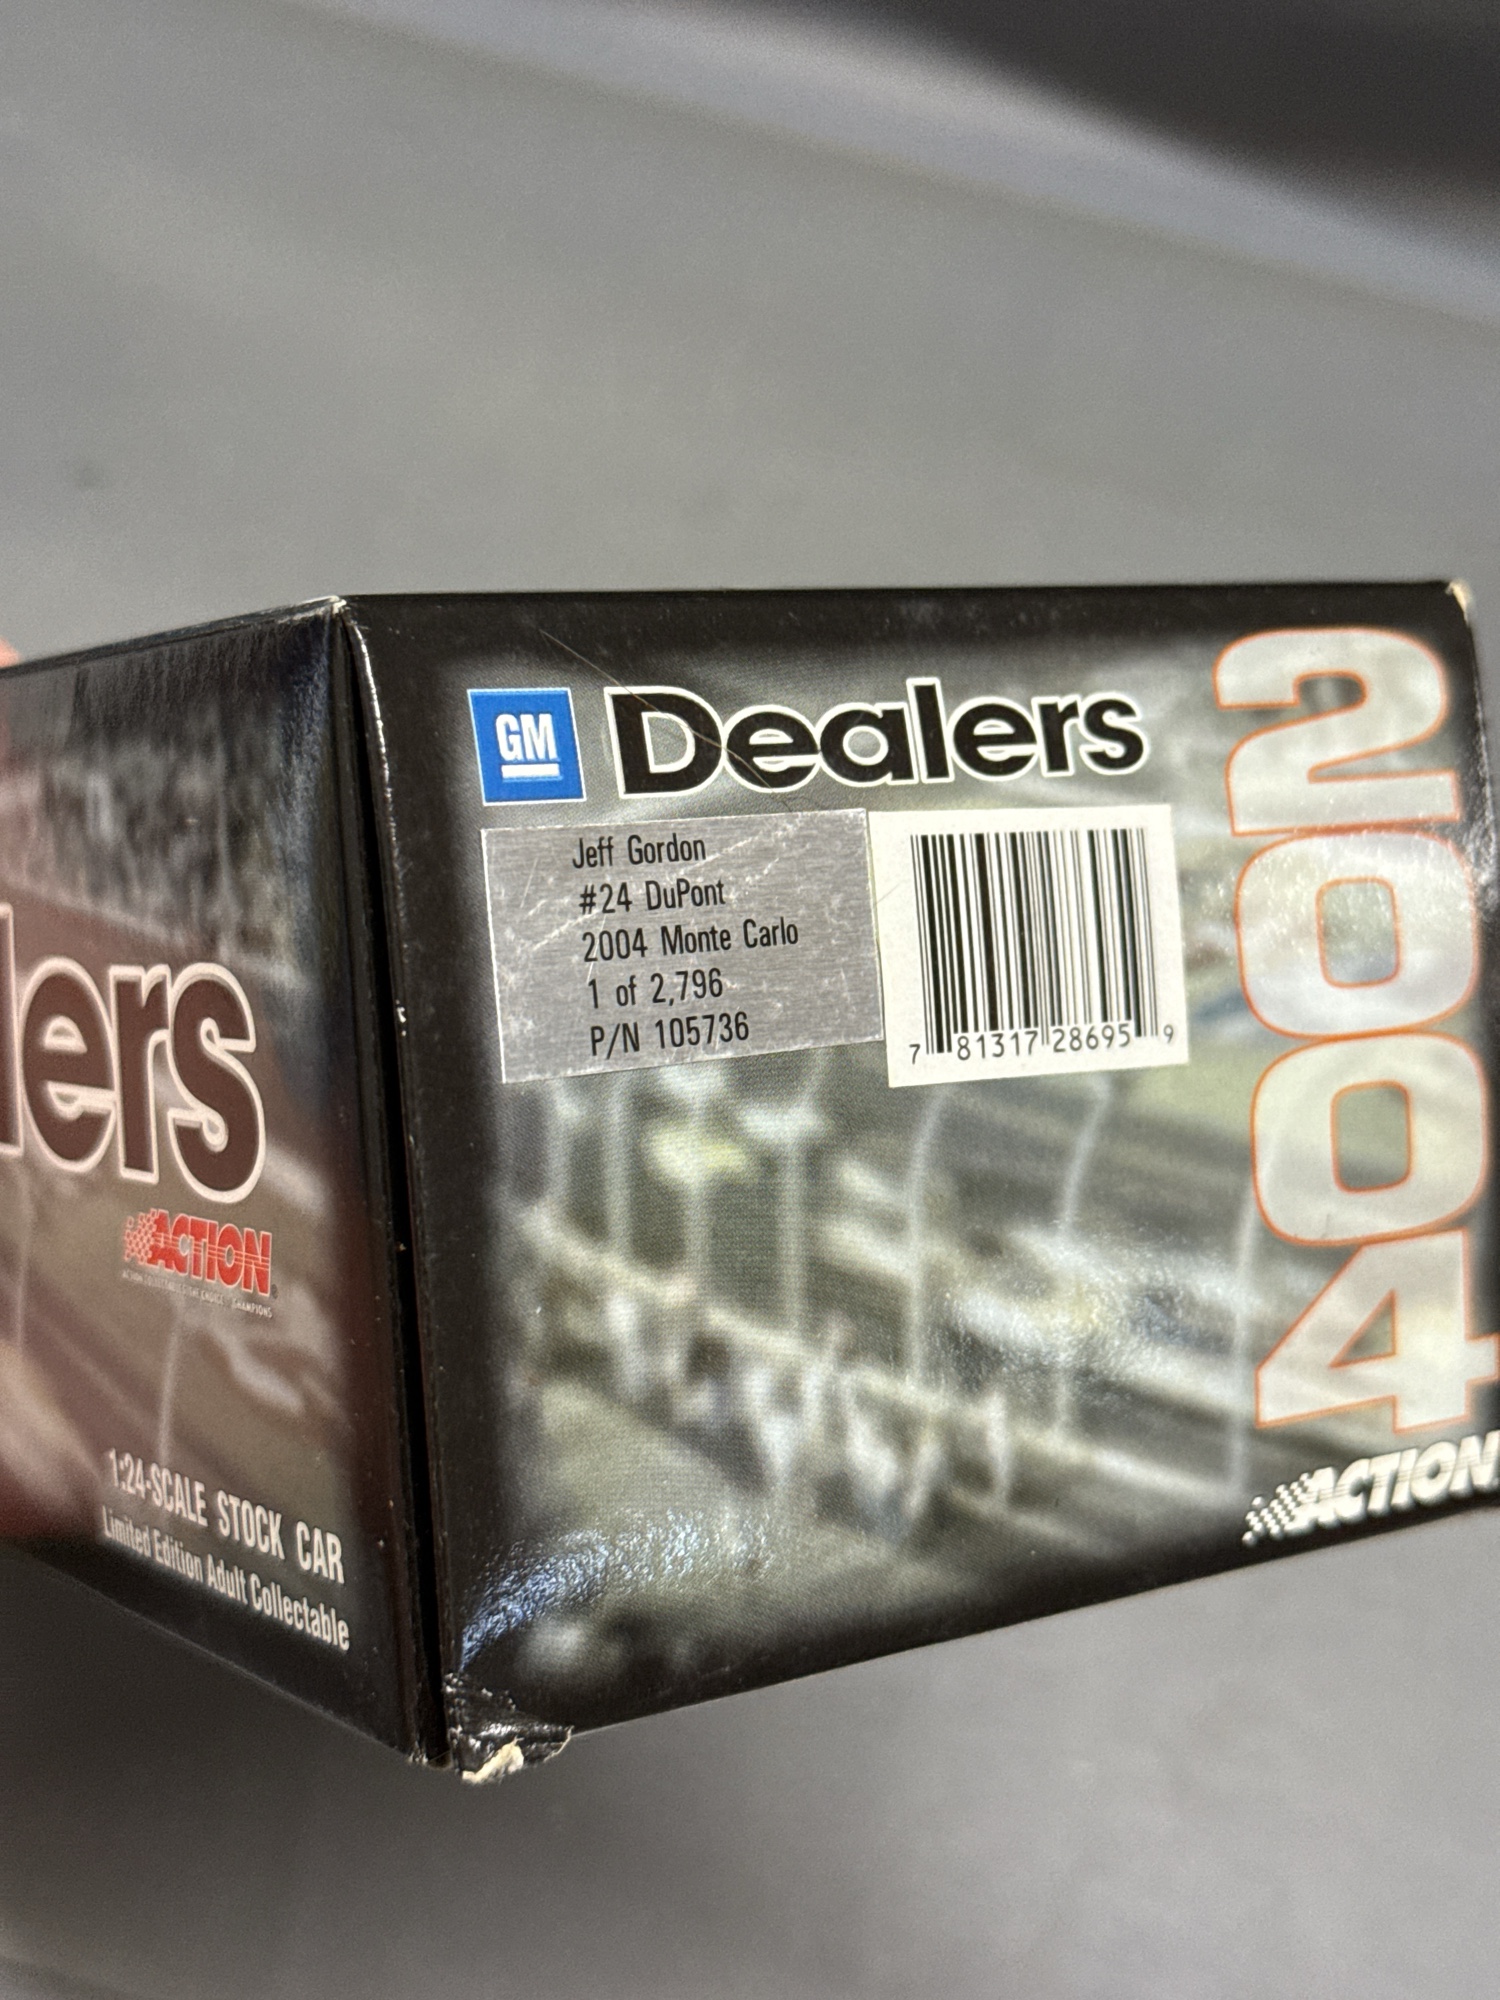 GM Dealers
Jeff Gordon
#24 DuPont
2004 Monte Carlo
1 of 2,796
P/N 105736
7 81317 28695 9
2004
ACTION
lers
ACTION
1:24-SCALE STOCK CAR
Limited Edition Adult Collectable